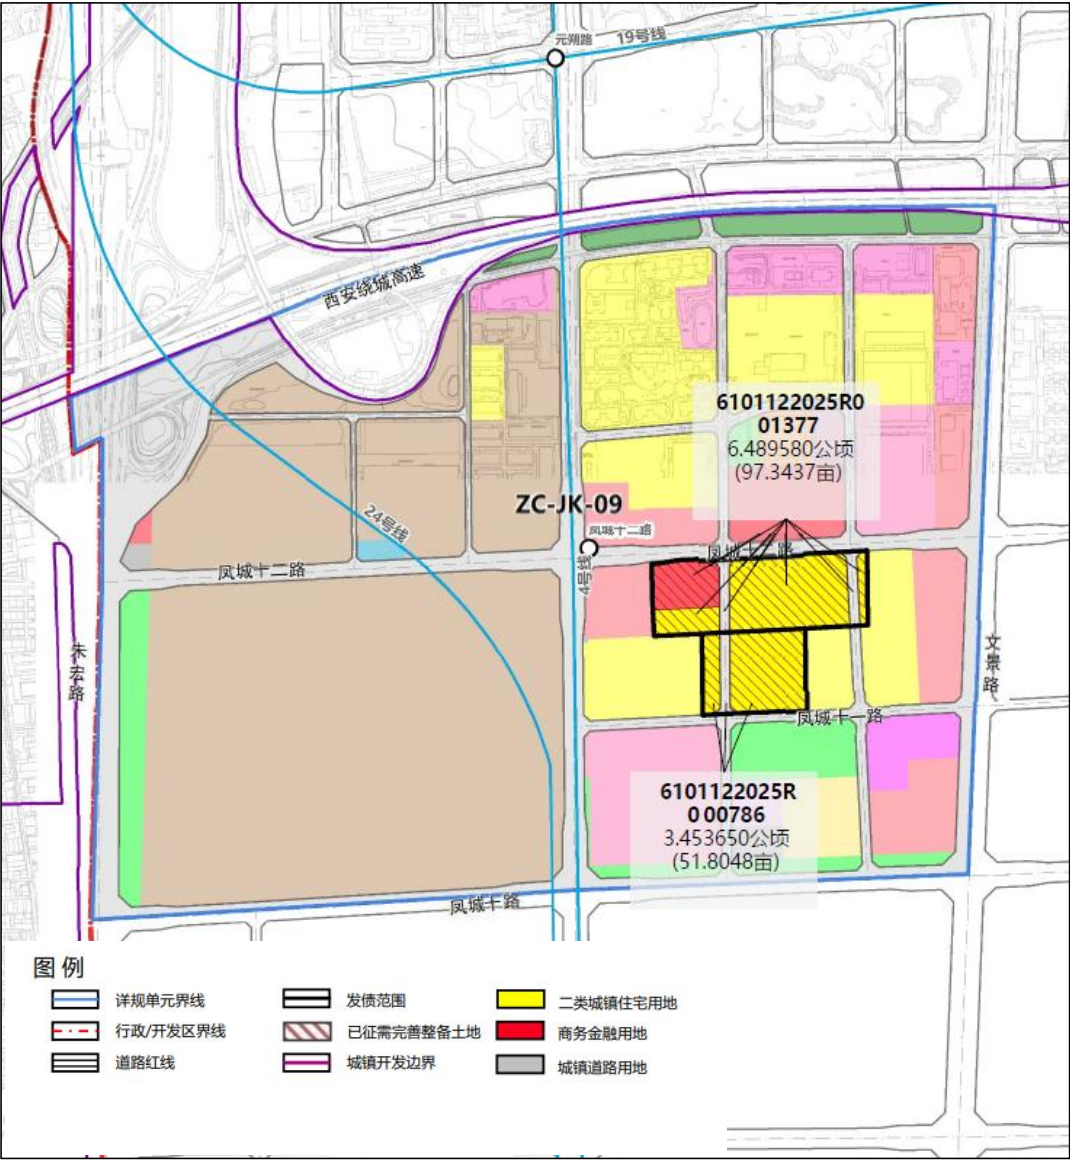 元朔路
19号线
西安绕城高速
6101122025R0
01377
6.489580公顷
(97.3437亩)
ZC-JK-09
24号线
凤城十二路
4号线
凤城十二路
凤城十二路
朱宏路
文景路
凤城十一路
6101122025R
000786
3.453650公顷
(51.8048亩)
凤城十路
图例
详规单元界线
发债范围
二类城镇住宅用地
行政/开发区界线
已征需完善整备土地
商务金融用地
道路红线
城镇开发边界
城镇道路用地